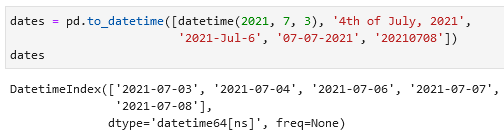 dates = pd.to_datetime([datetime(2021, 7, 3), '4th of July, 2021',
                        '2021-Jul-6', '07-07-2021', '20210708'])
dates
DatetimeIndex(['2021-07-03', '2021-07-04', '2021-07-06', '2021-07-07',
               '2021-07-08'],
              dtype='datetime64[ns]', freq=None)